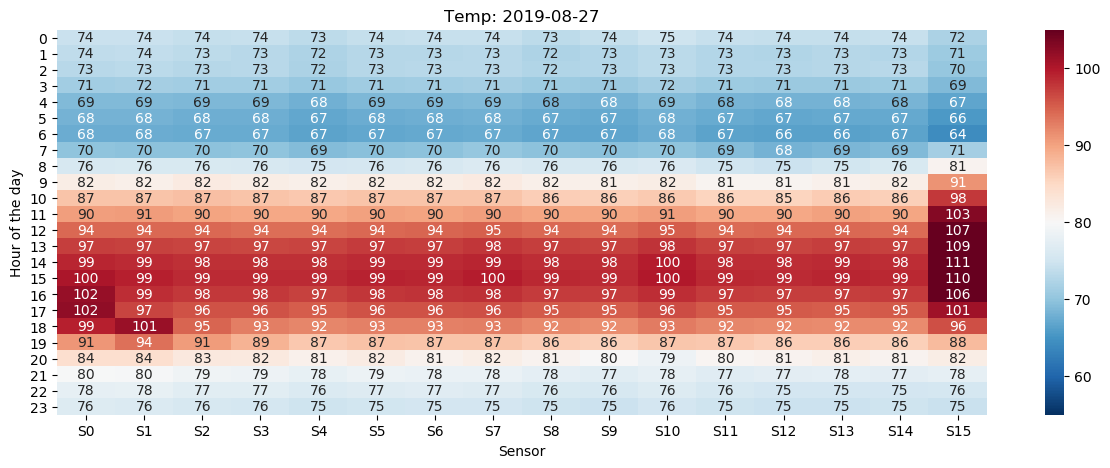 Temp: 2019-08-27
Hour of the day
0 74 74 74 74 73 74 74 74 73 74 75 74 74 74 74 72
1 74 74 73 73 72 73 73 73 72 73 74 73 73 73 73 71
2 73 73 73 73 72 73 73 73 72 73 73 73 73 73 73 70
3 71 72 71 71 71 71 71 71 71 71 72 71 71 71 71 69
4 69 69 69 69 68 69 69 69 68 68 69 68 68 68 68 67
5 68 68 68 68 67 68 68 68 67 67 68 67 67 67 67 66
6 68 68 67 67 67 67 67 67 67 67 68 67 66 66 67 64
7 70 70 70 70 69 70 70 70 70 70 70 69 68 69 69 71
8 76 76 76 76 75 76 76 76 76 76 76 75 75 75 76 81
9 82 82 82 82 82 82 82 82 82 81 82 81 81 81 82 91
10 87 87 87 87 87 87 87 87 86 86 86 86 85 86 86 98
11 90 91 90 90 90 90 90 90 90 90 91 90 90 90 90 103
12 94 94 94 94 94 94 94 95 94 94 95 94 94 94 94 107
13 97 97 97 97 97 97 97 98 97 97 98 97 97 97 97 109
14 99 99 98 98 98 99 99 99 98 98 100 98 98 99 98 111
15 100 99 99 99 99 99 99 100 99 99 100 99 99 99 99 110
16 102 99 98 98 97 98 98 98 97 97 99 97 97 97 97 106
17 102 97 96 96 95 96 96 96 95 95 96 95 95 95 95 101
18 99 101 95 93 92 93 93 93 92 92 93 92 92 92 92 96
19 91 94 91 89 87 87 87 87 86 86 87 87 86 86 86 88
20 84 84 83 82 81 82 81 82 81 80 79 80 81 81 81 82
21 80 80 79 79 78 79 78 78 78 77 78 77 77 78 77 78
22 78 78 77 77 76 77 76 77 76 76 76 76 75 75 75 76
23 76 76 76 76 75 75 75 75 75 75 76 75 75 75 75 75
S0 S1 S2 S3 S4 S5 S6 S7 S8 S9 S10 S11 S12 S13 S14 S15
Sensor
100
90
80
70
60